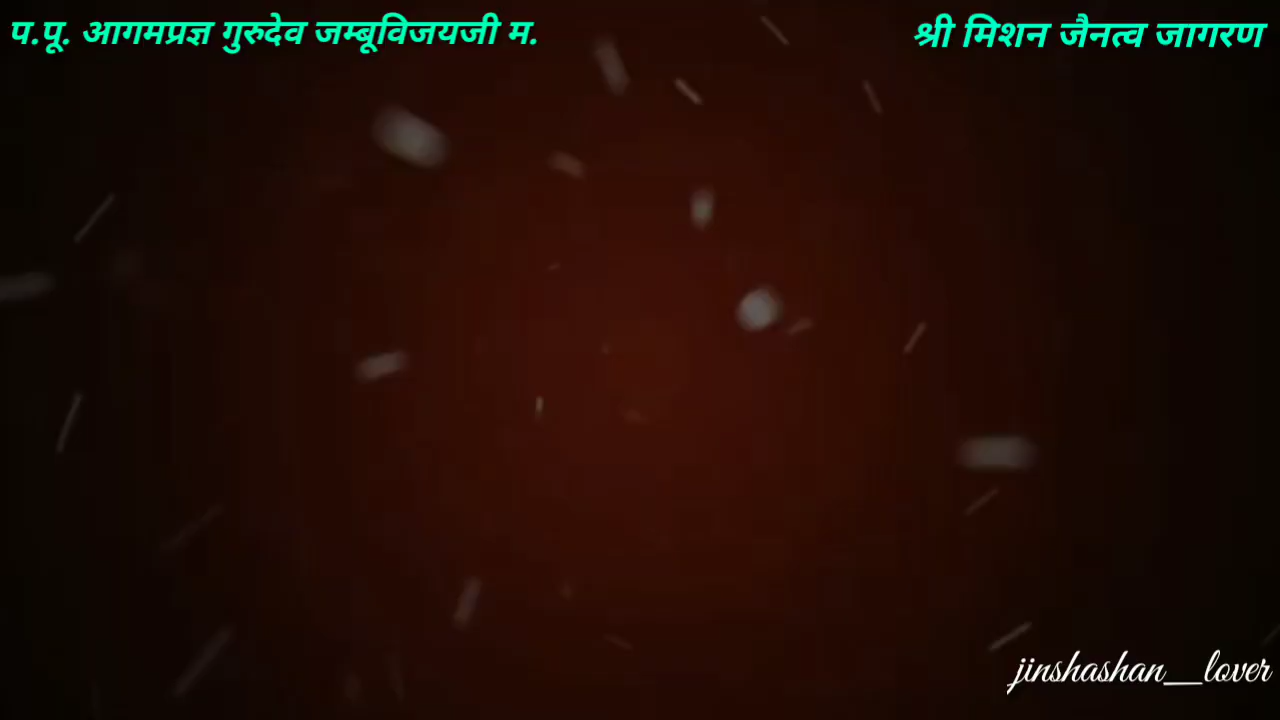 प.पू. आगमप्रज्ञ गुरुदेव जम्बूविजयजी म.
श्री मिशन जैनत्व जागरण
jinshashan__lover